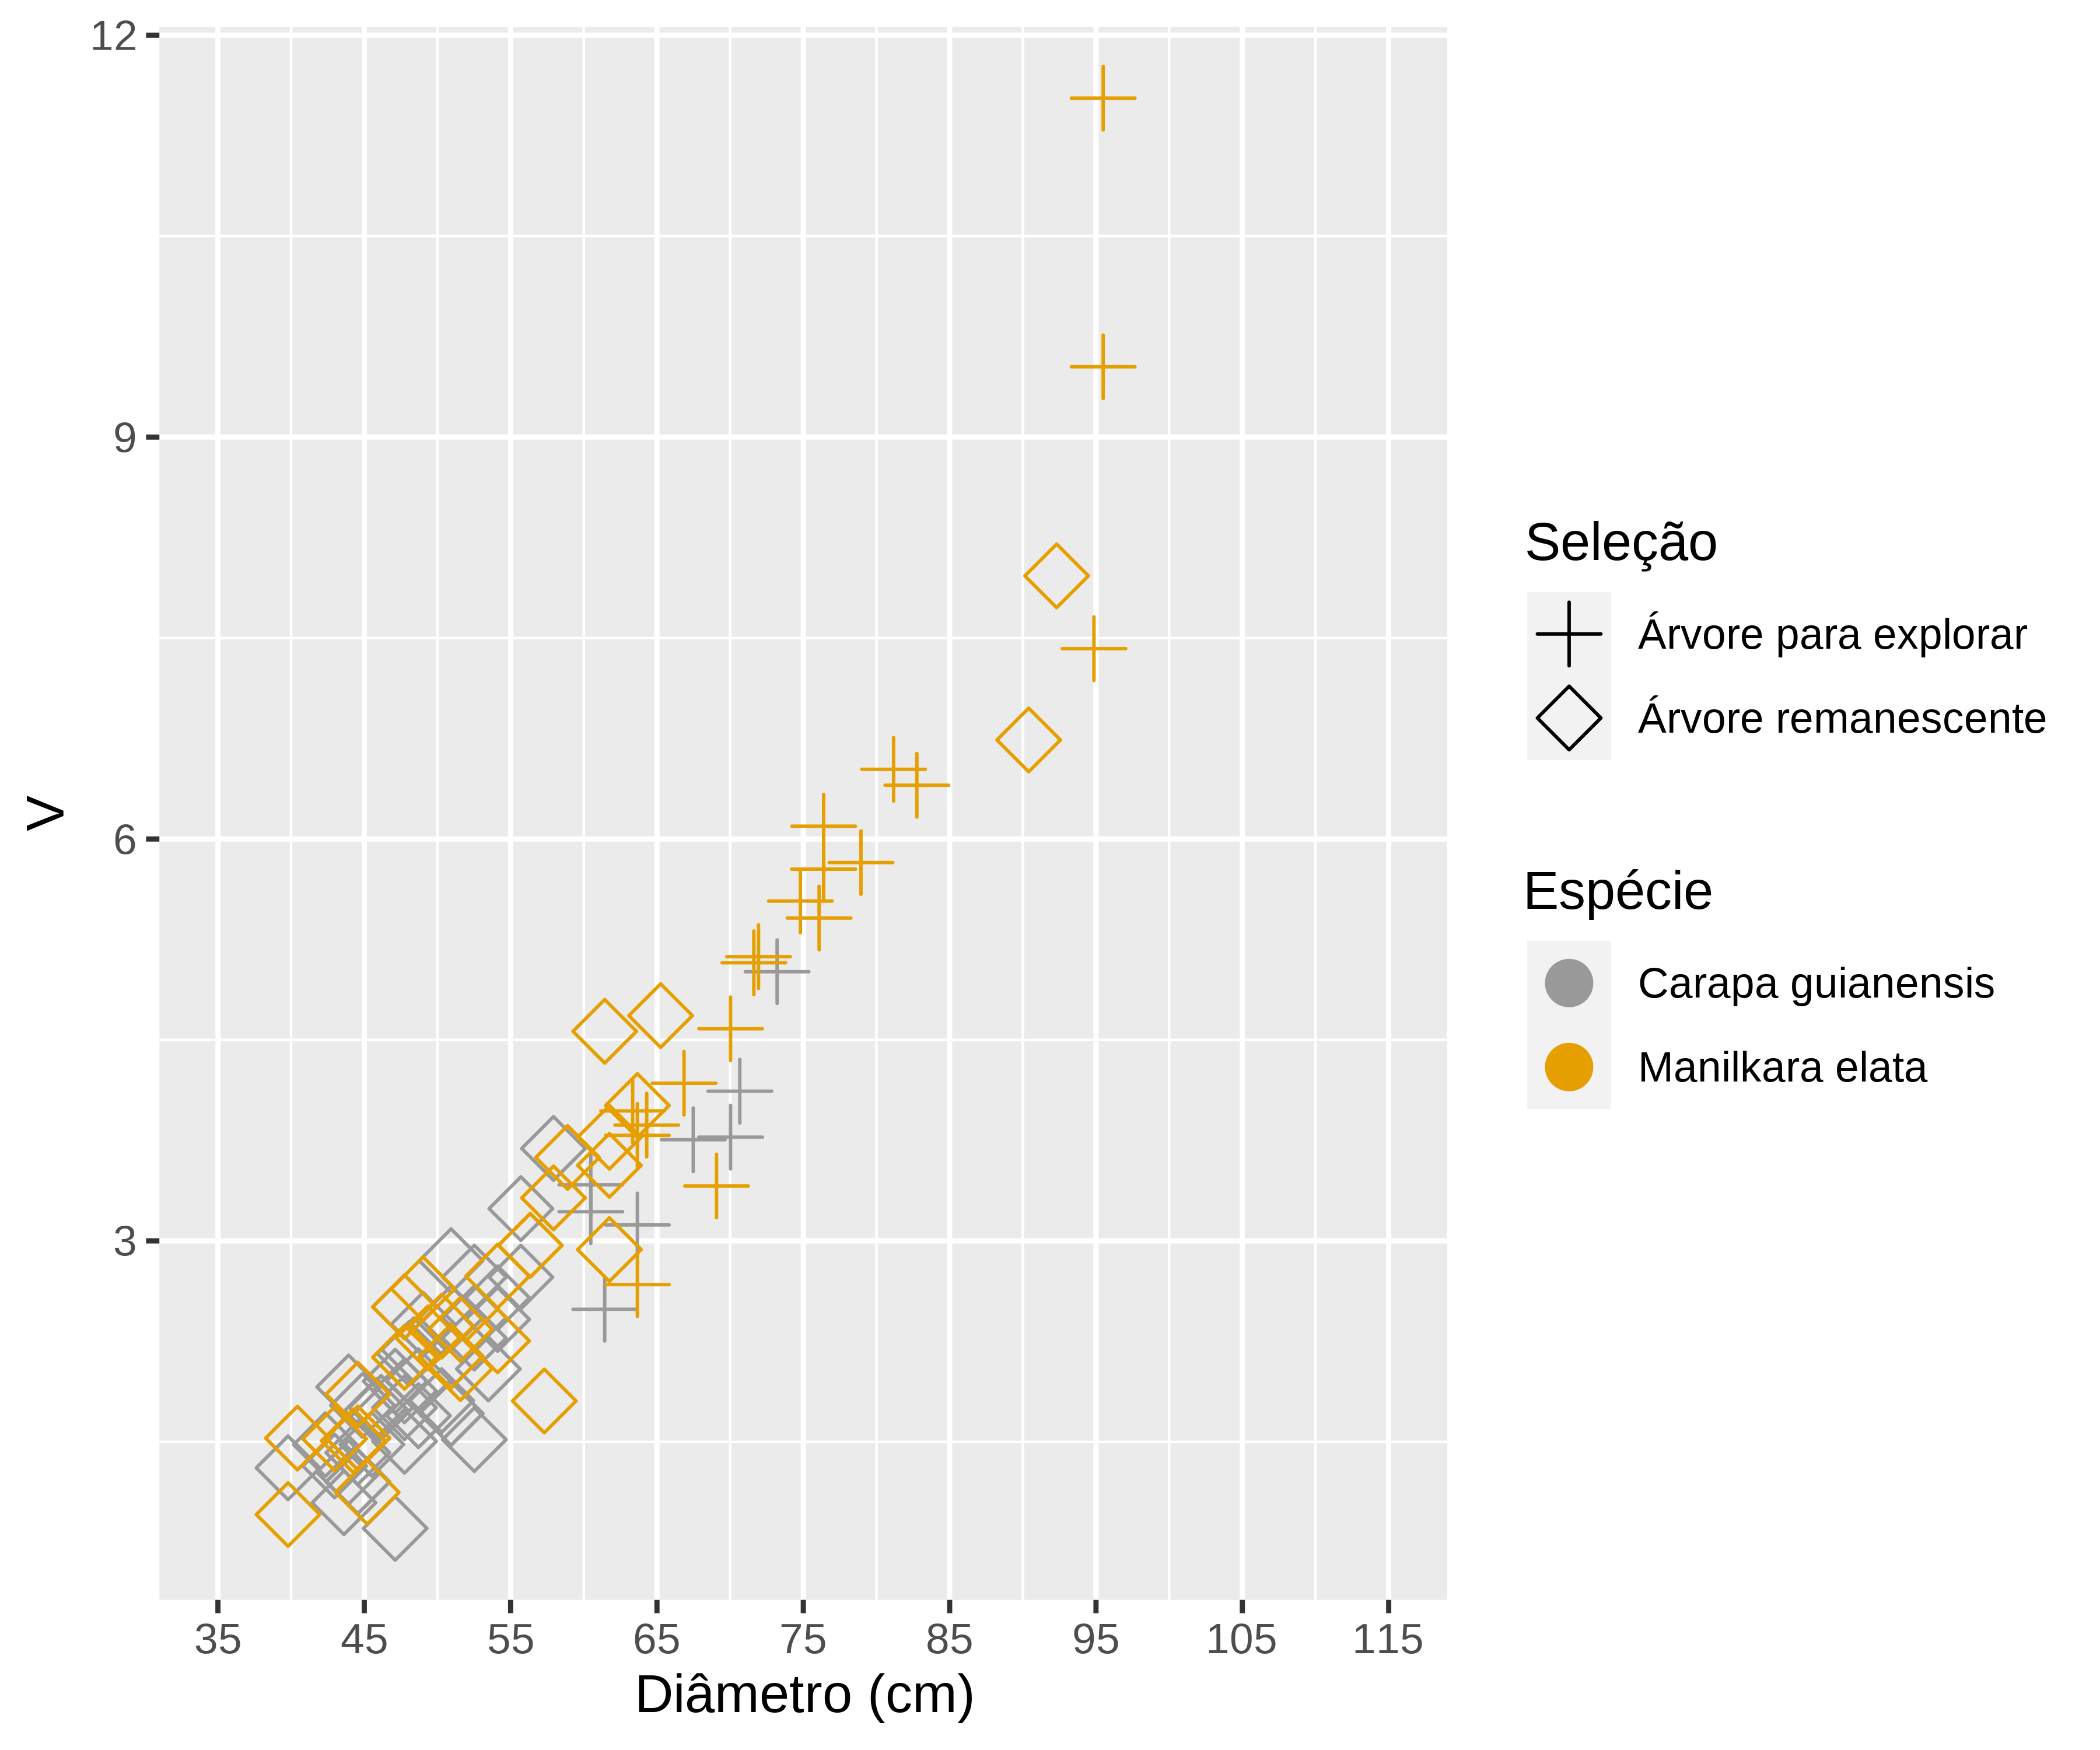 12
9
6
3
V
35 45 55 65 75 85 95 105 115
Diâmetro (cm)
Seleção
Árvore para explorar
Árvore remanescente
Espécie
Carapa guianensis
Manilkara elata